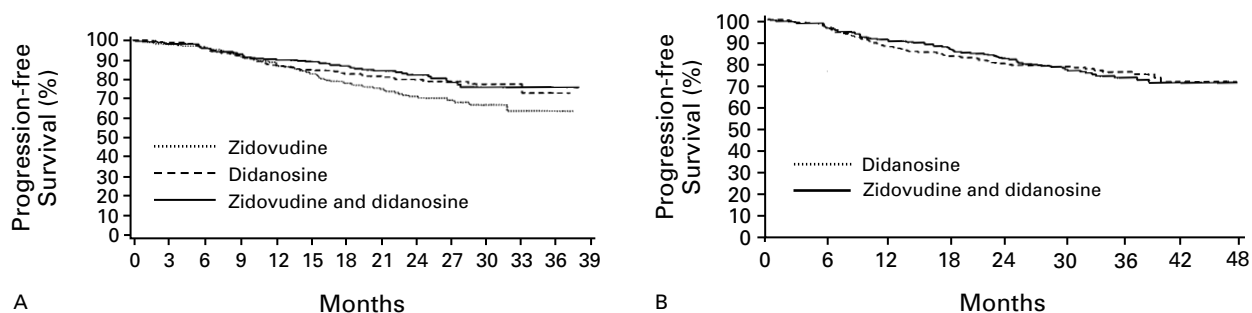 Progression-free
Survival (%)
100
90
80
70
60
50
40
30
20
10
0
Zidovudine
Didanosine
Zidovudine and didanosine
0 3 6 9 12 15 18 21 24 27 30 33 36 39
A
Months
Progression-free
Survival (%)
100
90
80
70
60
50
40
30
20
10
0
Didanosine
Zidovudine and didanosine
0 6 12 18 24 30 36 42 48
B
Months